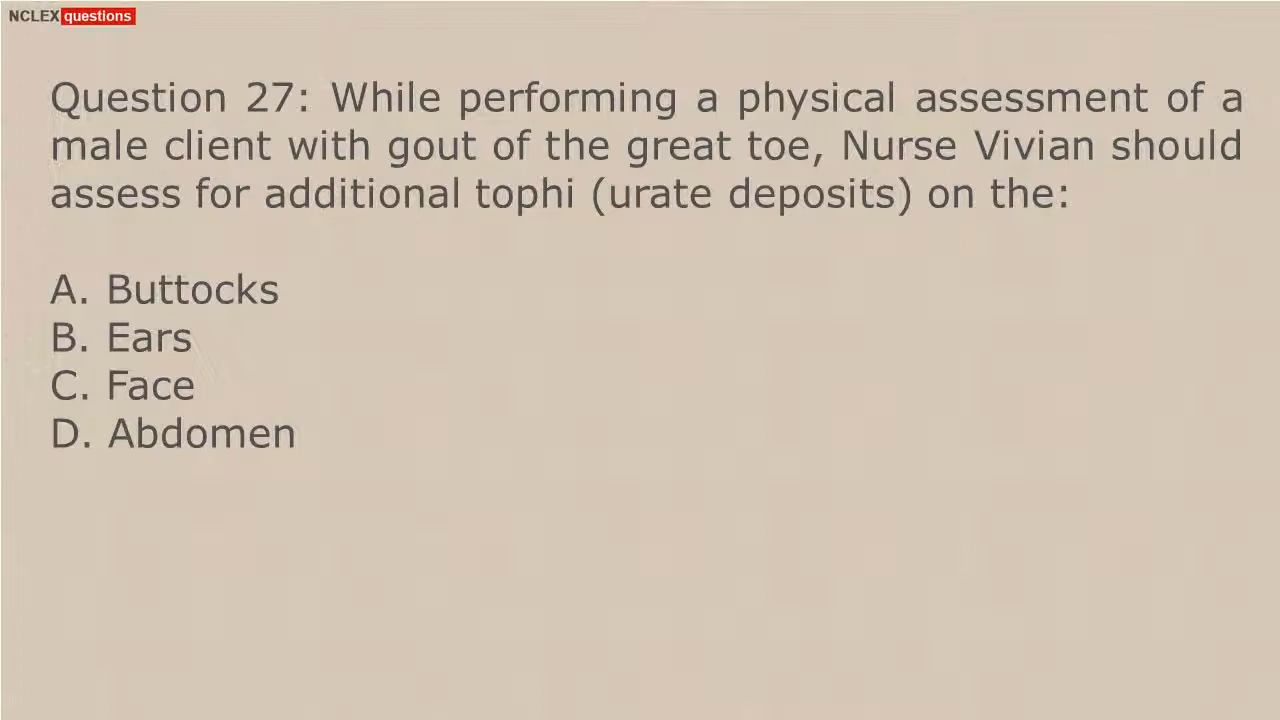 NCLEX questions
Question 27: While performing a physical assessment of a
male client with gout of the great toe, Nurse Vivian should
assess for additional tophi (urate deposits) on the:
A. Buttocks
B. Ears
C. Face
D. Abdomen